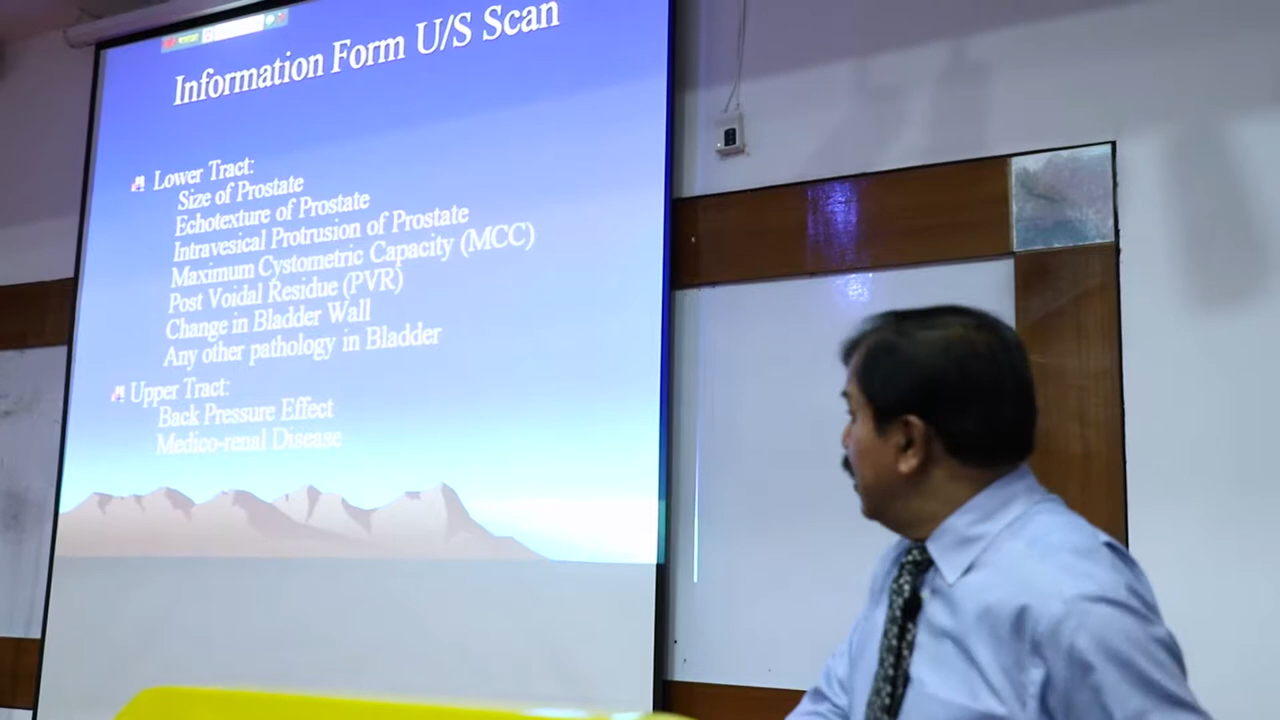 Information Form U/S Scan
Lower Tract:
Size of Prostate
Echotexture of Prostate
Intravesical Protrusion of Prostate
Maximum Cystometric Capacity (MCC)
Post Voidal Residue (PVR)
Change in Bladder Wall
Any other pathology in Bladder
Upper Tract:
Back Pressure Effect
Medico-renal Disease